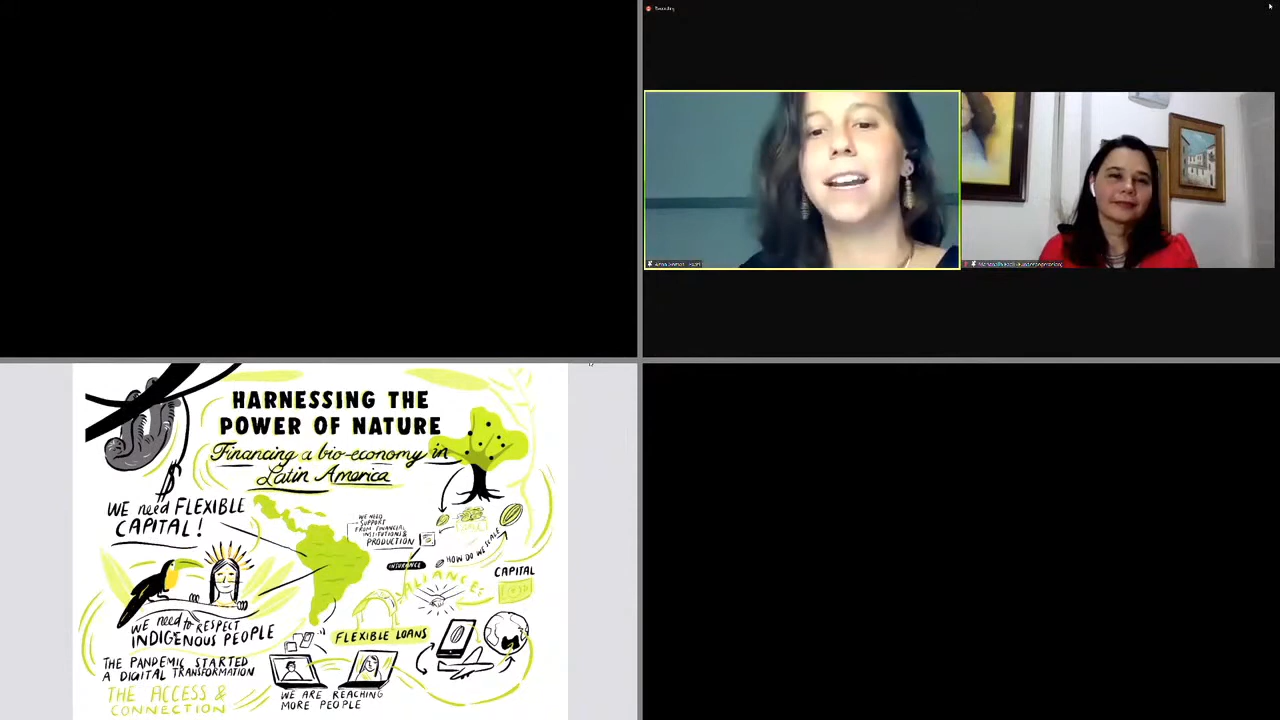 HARNESSING THE
POWER OF NATURE
Financing a bio-economy in
Latin America
WE need FLEXIBLE
CAPITAL!
WE NEED
SUPPORT
FROM FINANCIAL
INSTITUTIONS &
PRODUCTION
INSURANCE
HOW DO WE SCALE
ALIANCES
CAPITAL
WE need to RESPECT
INDIGENOUS PEOPLE
FLEXIBLE LOANS
THE PANDEMIC STARTED
A DIGITAL TRANSFORMATION
THE ACCESS &
CONNECTION
WE ARE REACHING
MORE PEOPLE